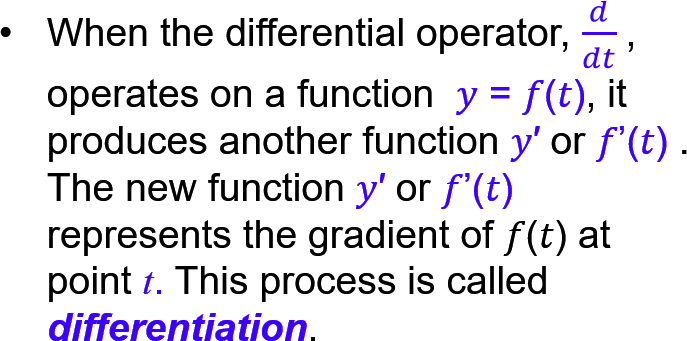 • When the differential operator, d/dt ,
operates on a function y = f(t), it
produces another function y′ or f’(t) .
The new function y′ or f’(t)
represents the gradient of f(t) at
point t. This process is called
differentiation.